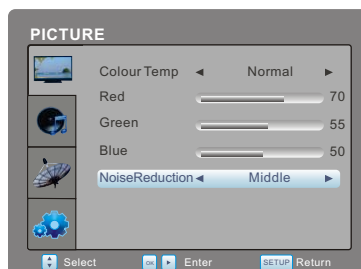 PICTURE
Colour Temp ◄ Normal ►
Red 70
Green 55
Blue 50
NoiseReduction◄ Middle ►
Select OK Enter SETUP Return